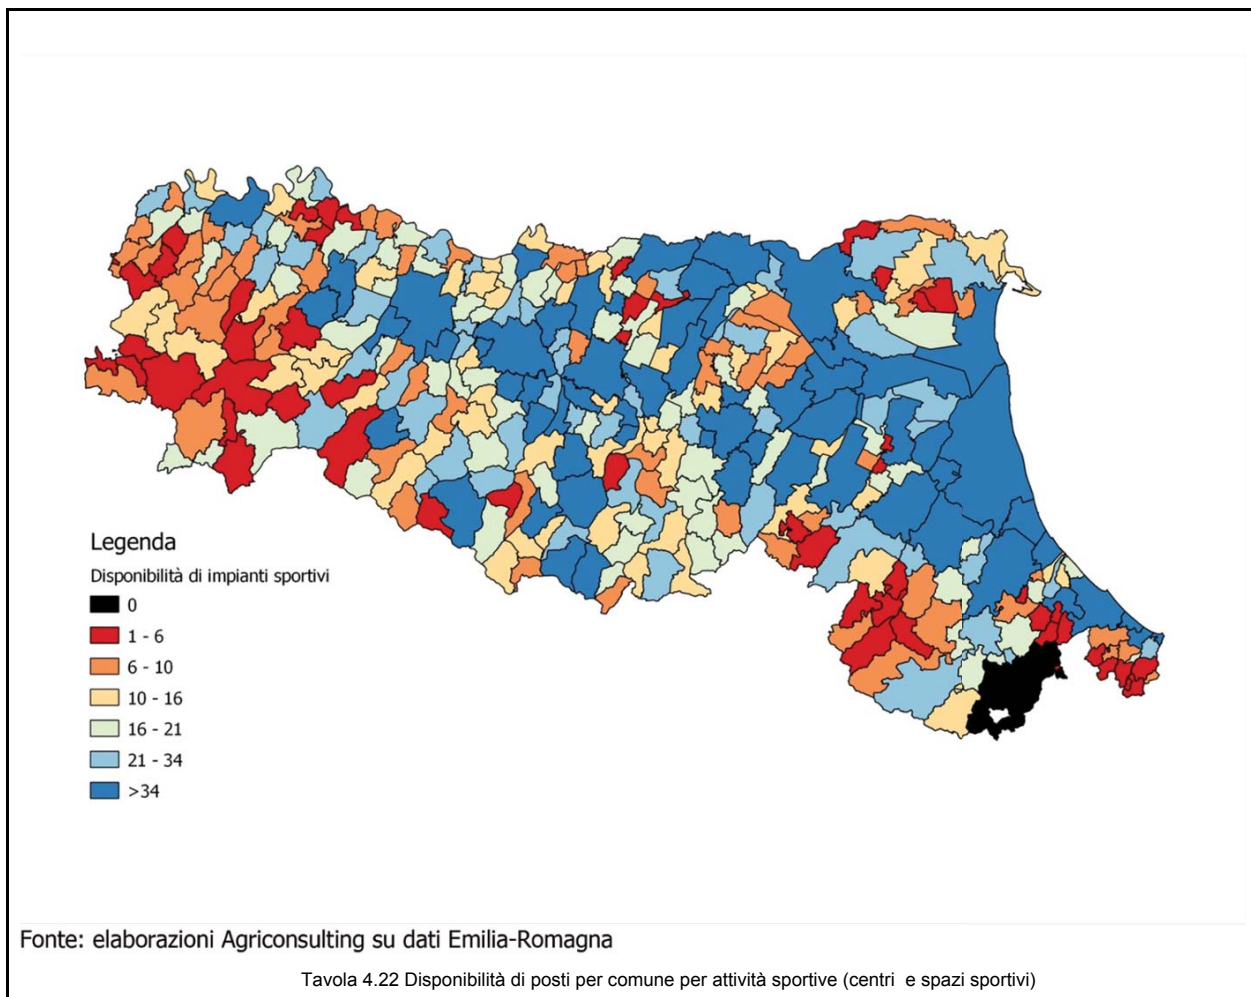 Legenda
Disponibilità di impianti sportivi
0
1 - 6
6 - 10
10 - 16
16 - 21
21 - 34
>34
Fonte: elaborazioni Agriconsulting su dati Emilia-Romagna
Tavola 4.22 Disponibilità di posti per comune per attività sportive (centri e spazi sportivi)